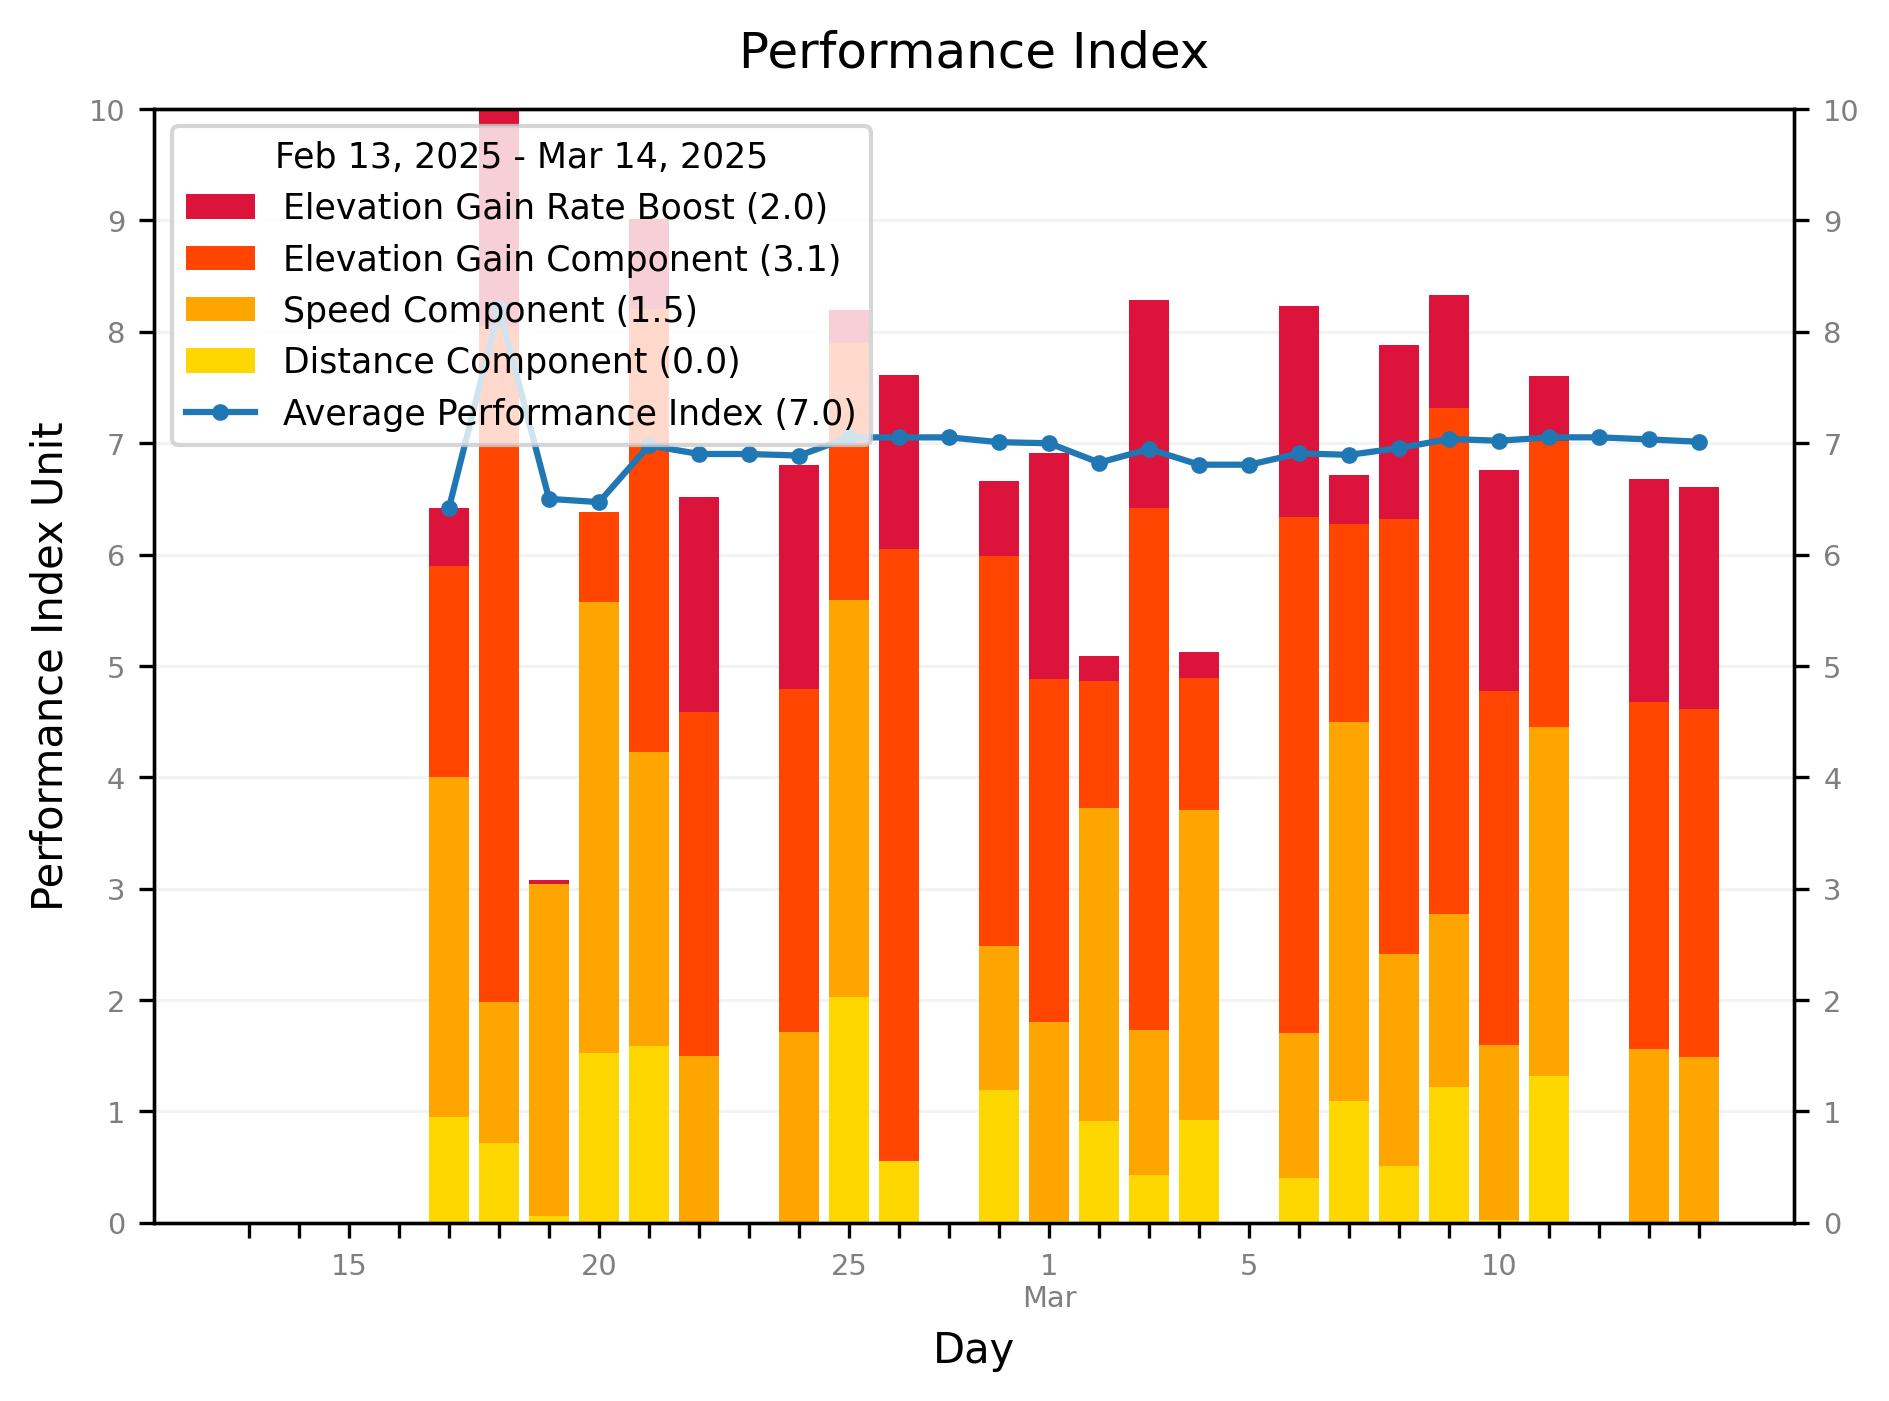 Performance Index
Performance Index Unit
10
9
8
7
6
5
4
3
2
1
0
Feb 13, 2025 - Mar 14, 2025
Elevation Gain Rate Boost (2.0)
Elevation Gain Component (3.1)
Speed Component (1.5)
Distance Component (0.0)
Average Performance Index (7.0)
10
9
8
7
6
5
4
3
2
1
0
15 20 25 1 5 10
Mar
Day